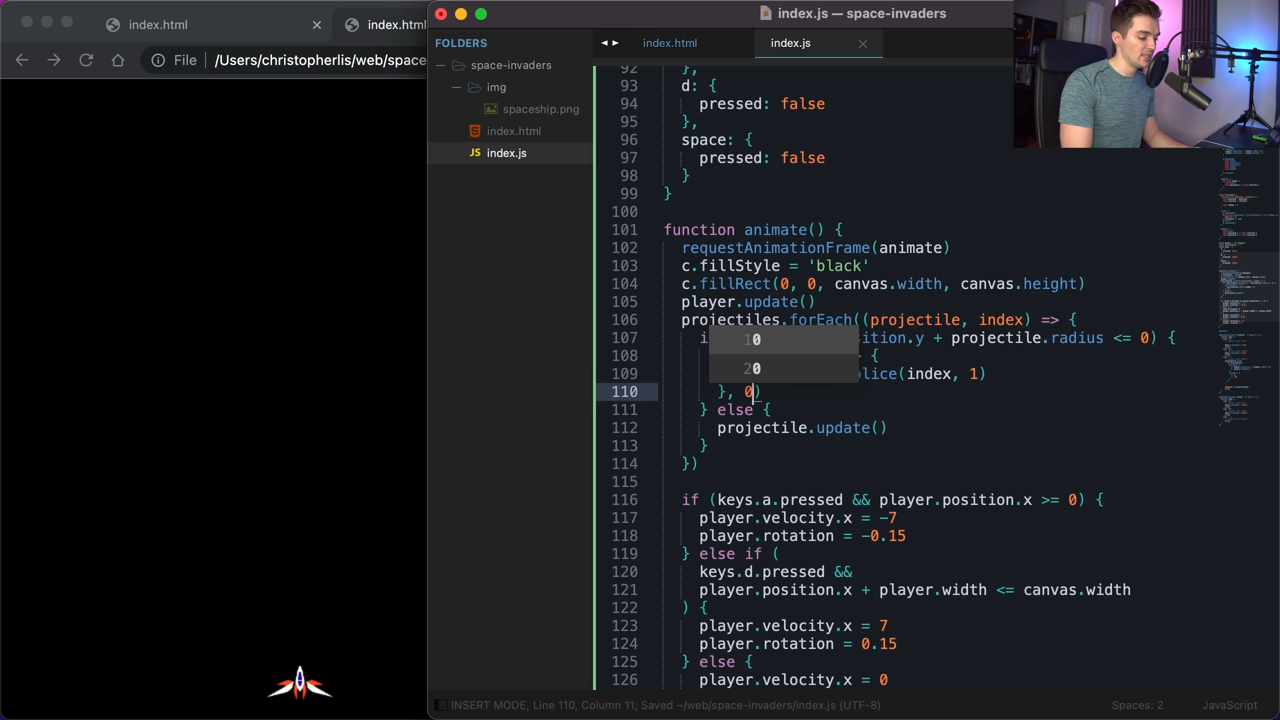 index.html
index.html
File
/Users/christopherlis/web/space
index.js — space-invaders
FOLDERS
space-invaders
img
spaceship.png
index.html
JS index.js
index.html
index.js
92 },
93 d: {
94 pressed: false
95 },
96 space: {
97 pressed: false
98 }
99 }
100
101 function animate() {
102 requestAnimationFrame(animate)
103 c.fillStyle = 'black'
104 c.fillRect(0, 0, canvas.width, canvas.height)
105 player.update()
106 projectiles.forEach((projectile, index) => {
107 i ition.y + projectile.radius <= 0) {
10
108 {
20
109 lice(index, 1)
110 }, 0)
111 } else {
112 projectile.update()
113 }
114 })
115
116 if (keys.a.pressed && player.position.x >= 0) {
117 player.velocity.x = -7
118 player.rotation = -0.15
119 } else if (
120 keys.d.pressed &&
121 player.position.x + player.width <= canvas.width
122 ) {
123 player.velocity.x = 7
124 player.rotation = 0.15
125 } else {
126 player.velocity.x = 0
INSERT MODE, Line 110, Column 11; Saved ~/web/space-invaders/index.js (UTF-8)
Spaces: 2
JavaScript